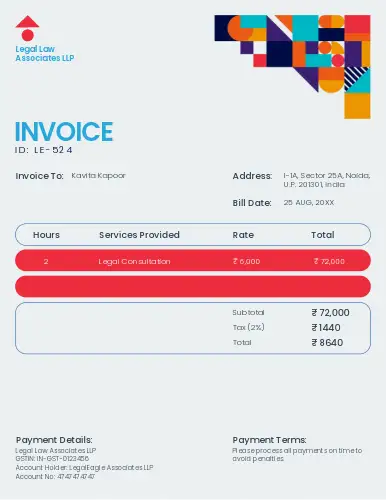 Legal Law
Associates LLP
INVOICE
ID: LE-524
Invoice To: Kavita Kapoor
Address: I-1A, Sector 25A, Noida,
U.P. 201301, India
Bill Date: 25 AUG, 20XX
Hours Services Provided Rate Total
2 Legal Consultation ₹ 6,000 ₹ 72,000
Subtotal ₹ 72,000
Tax (2%) ₹ 1440
Total ₹ 8640
Payment Details:
Legal Law Associates LLP
GSTIN: IN-GST-0123456
Account Holder: LegalEagle Associates LLP
Account No: 4747474747
Payment Terms:
Please process all payments on time to
avoid penalties.